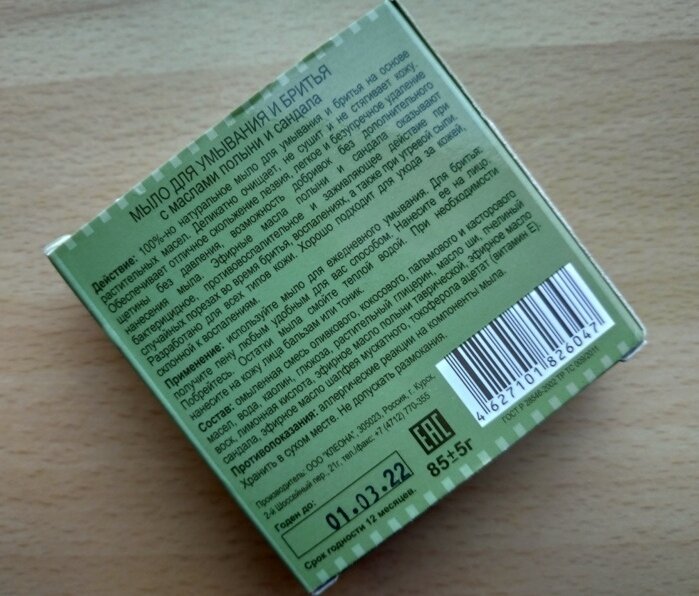 МЫЛО ДЛЯ УМЫВАНИЯ И БРИТЬЯ
С МАСЛАМИ ПОЛЫНИ И САНДАЛА
Действие: 100%-но натуральное мыло для умывания и бритья на основе
растительных масел. Деликатно очищает, не сушит и не стягивает кожу.
Обеспечивает отличное скольжение лезвия, легкое и безупречное удаление
щетины без давления, возможность добривок без дополнительного
нанесения мыла. Эфирные масла полыни и сандала оказывают
бактерицидное, противовоспалительное и заживляющее действие при
случайных порезах во время бритья, воспалениях, а также при угревой сыпи.
Разработано для всех типов кожи. Хорошо подходит для ухода за кожей,
склонной к воспалениям.
Применение: используйте мыло для ежедневного умывания. Для бритья:
получите пену любым удобным для вас способом. Нанесите ее на лицо.
Побрейтесь. Остатки мыла смойте теплой водой. При необходимости
нанесите на кожу лица бальзам или тоник.
Состав: омыленная смесь оливкового, кокосового, пальмового и касторового
масел, вода, каолин, глюкоза, растительный глицерин, масло ши, пчелиный
воск, лимонная кислота, эфирное масло полыни таврической, эфирное масло
сандала, эфирное масло шалфея мускатного, токоферола ацетат (витамин Е).
Противопоказания: аллергические реакции на компоненты мыла.
Хранить в сухом месте. Не допускать размокания.
Производитель: ООО "КЛЕОНА", 305023, Россия, г. Курск,
2-й Шоссейный пер., 21г, тел./факс: +7 (4712) 770-355
Годен до:
01.03.22
Срок годности 12 месяцев.
EAC
85±5г
4 627101 826047
ГОСТ Р 28546-2002 ТР ТС 009/2011